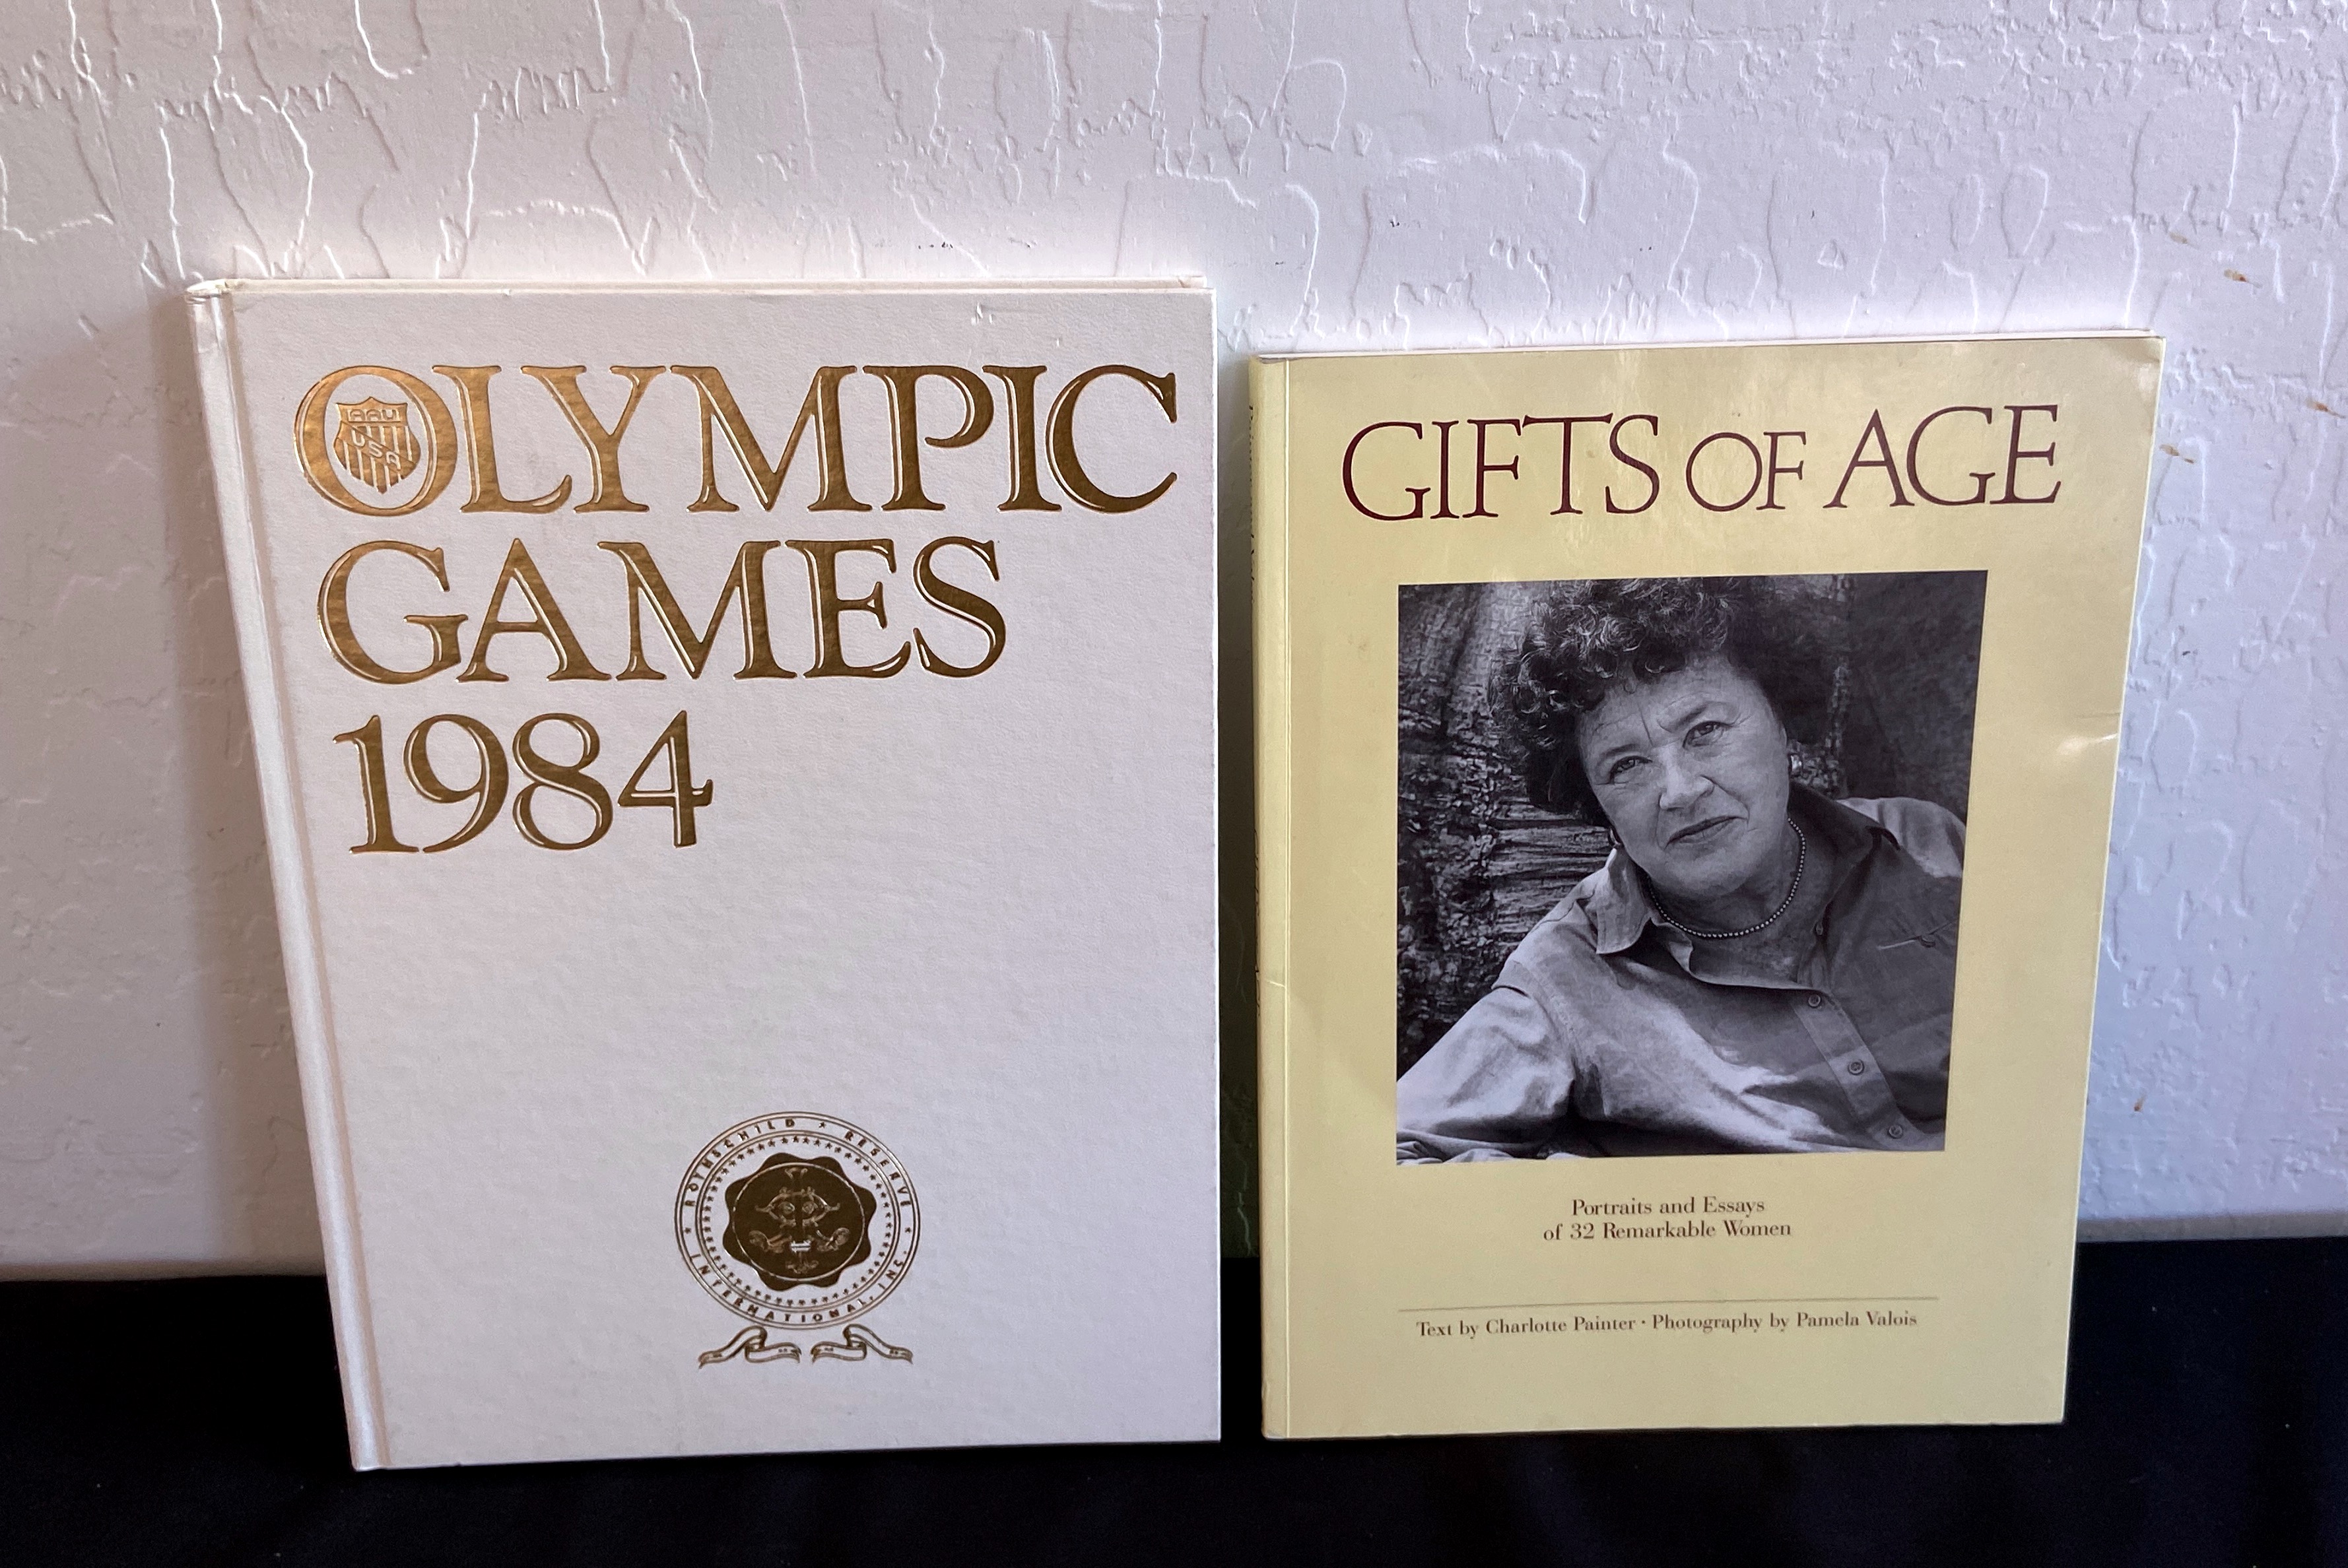 OLYMPIC
AAU
USA
GAMES
1984
ROTHSCHILD * RESERVE * INTERNATIONAL, INC. *
GIFTS OF AGE
Portraits and Essays
of 32 Remarkable Women
Text by Charlotte Painter • Photography by Pamela Valois